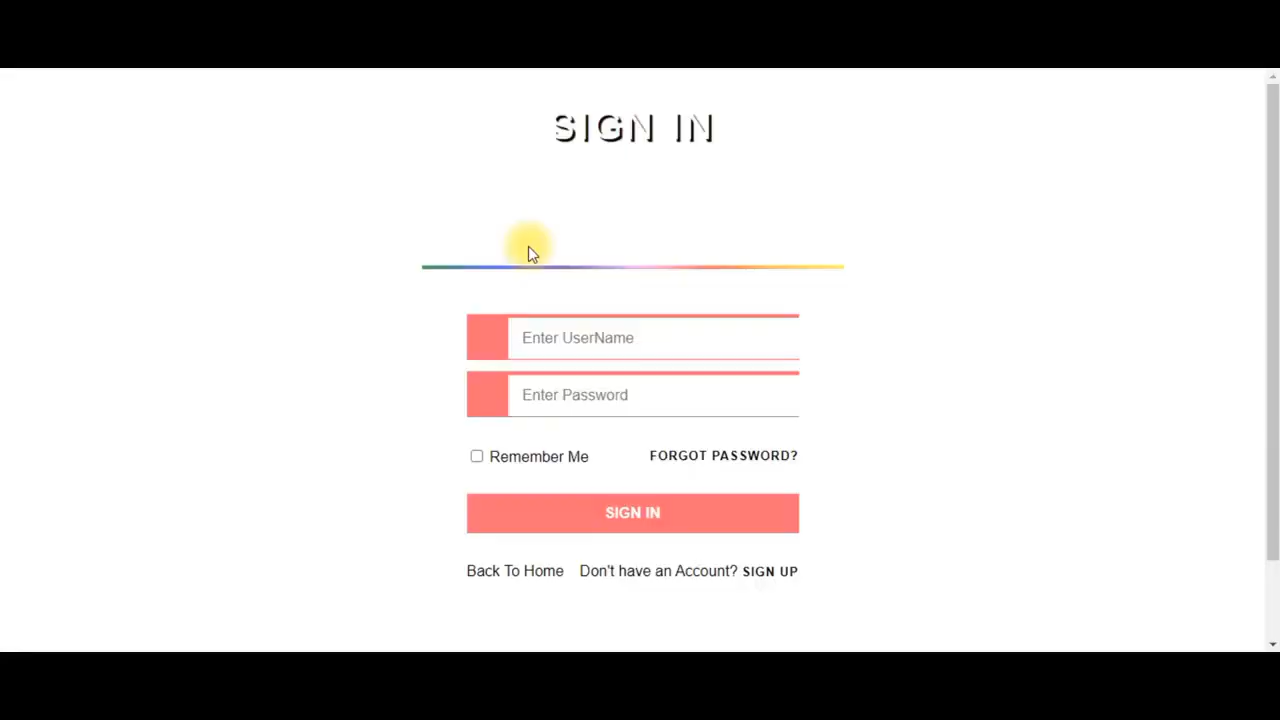 SIGN IN
Enter UserName
Enter Password
Remember Me FORGOT PASSWORD?
SIGN IN
Back To Home Don't have an Account? SIGN UP